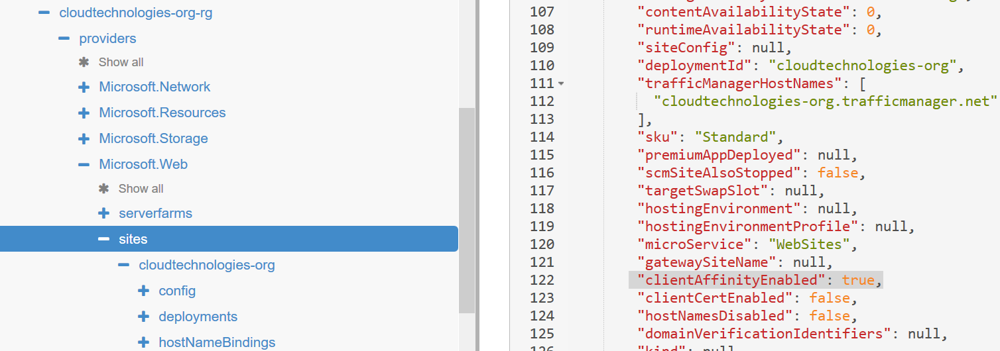 cloudtechnologies-org-rg
providers
Show all
Microsoft.Network
Microsoft.Resources
Microsoft.Storage
Microsoft.Web
Show all
serverfarms
sites
cloudtechnologies-org
config
deployments
hostNameBindings
107 "contentAvailabilityState": 0,
108 "runtimeAvailabilityState": 0,
109 "siteConfig": null,
110 "deploymentId": "cloudtechnologies-org",
111 "trafficManagerHostNames": [
112 "cloudtechnologies-org.trafficmanager.net"
113 ],
114 "sku": "Standard",
115 "premiumAppDeployed": null,
116 "scmSiteAlsoStopped": false,
117 "targetSwapSlot": null,
118 "hostingEnvironment": null,
119 "hostingEnvironmentProfile": null,
120 "microService": "WebSites",
121 "gatewaySiteName": null,
122 "clientAffinityEnabled": true,
123 "clientCertEnabled": false,
124 "hostNamesDisabled": false,
125 "domainVerificationIdentifiers": null,
126 "kind": null,